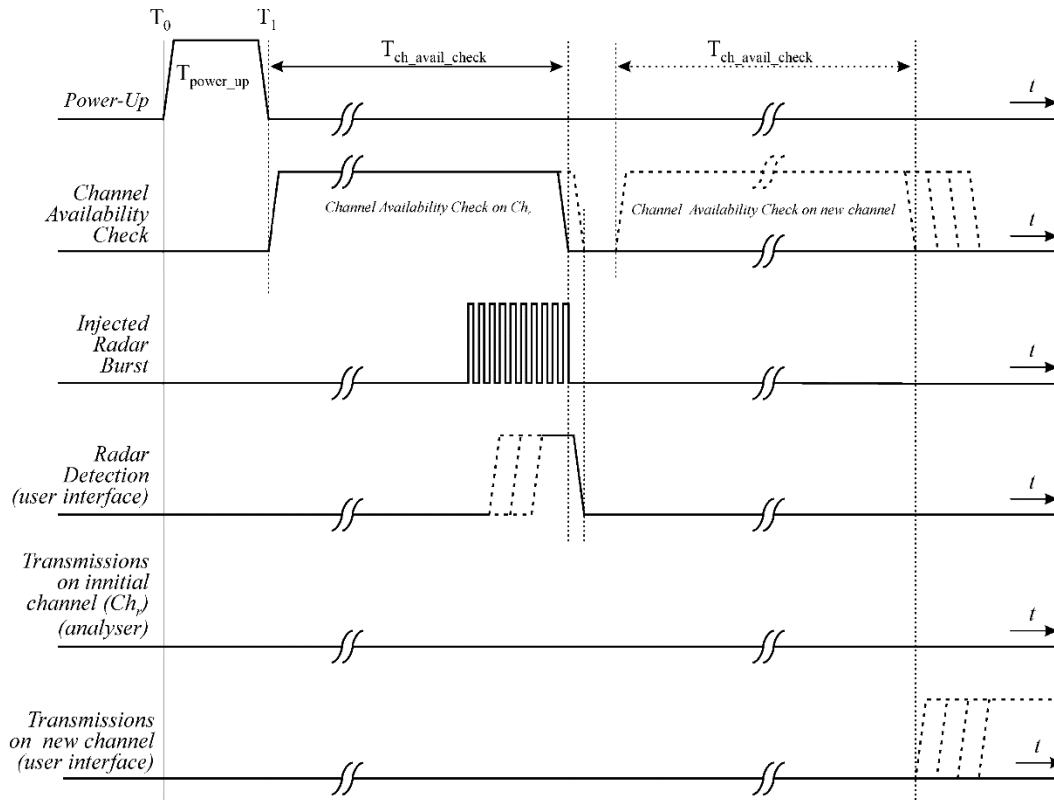 T0 T1
Tch_avail_check Tch_avail_check
Tpower_up
Power-Up
t
Channel
Availability
Check
Channel Availability Check on Chr
Channel Availability Check on new channel
t
Injected
Radar
Burst
t
Radar
Detection
(user interface)
t
Transmissions
on innitial
channel (Chr)
(analyser)
t
Transmissions
on new channel
(user interface)
t